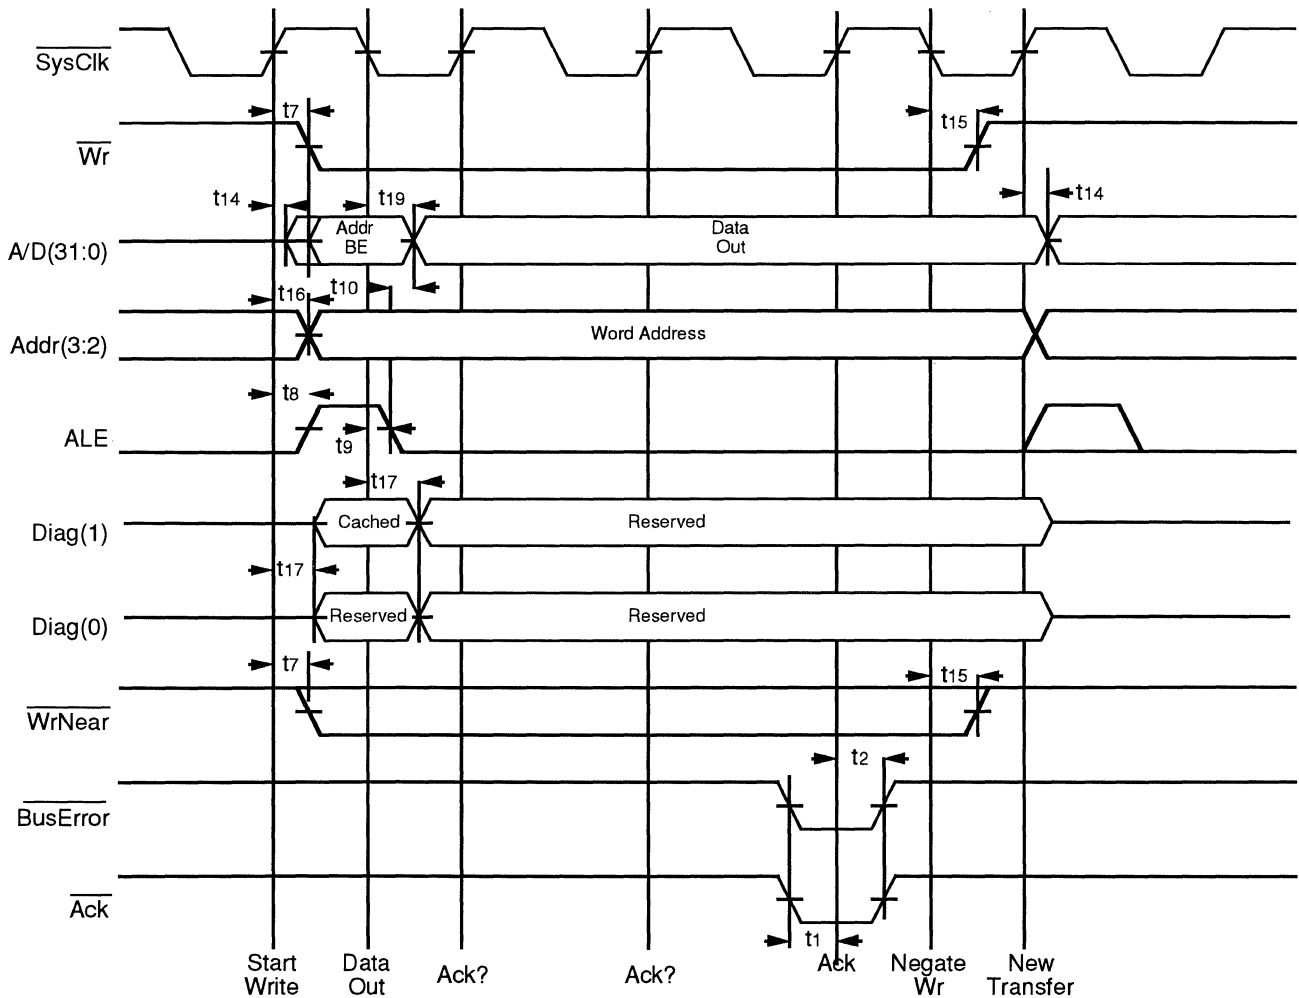 SysClk
t7
t15
Wr
t14
t19
t14
Addr
BE
Data
Out
A/D(31:0)
t16
t10
Word Address
Addr(3:2)
t8
ALE
t9
t17
Cached
Reserved
Diag(1)
t17
Reserved
Reserved
Diag(0)
t7
t15
WrNear
t2
BusError
Ack
t1
Start
Write
Data
Out
Ack?
Ack?
Ack
Negate
Wr
New
Transfer